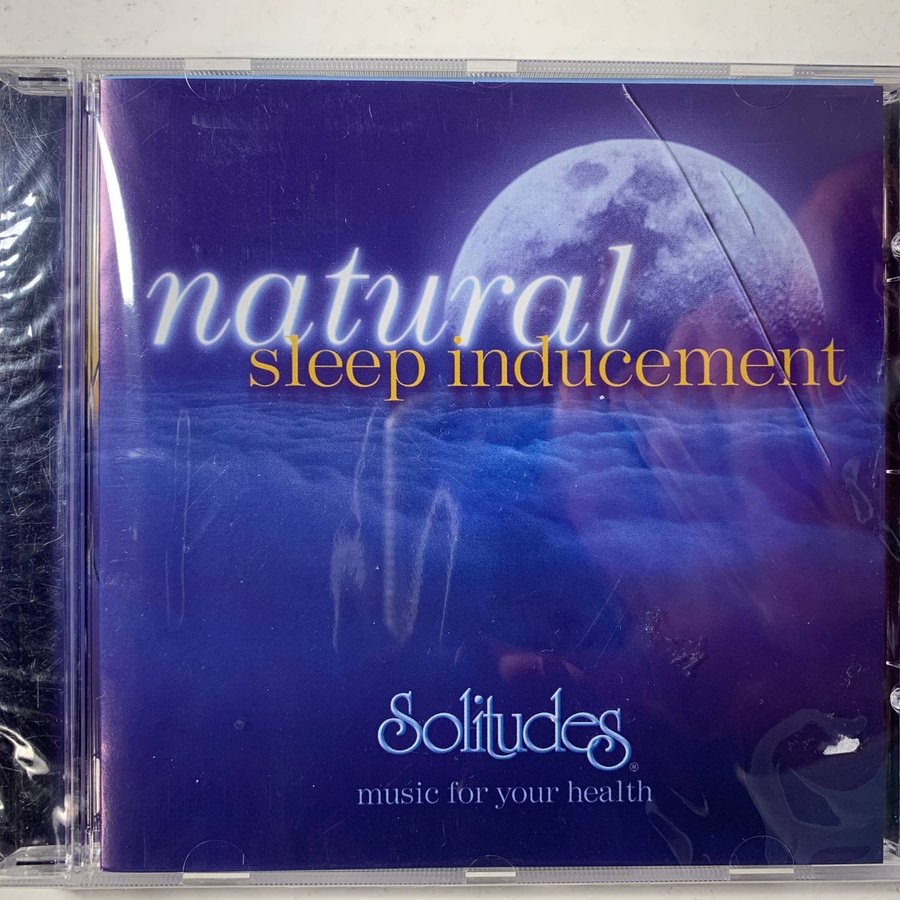 natural
sleep inducement
Solitudes®
music for your health